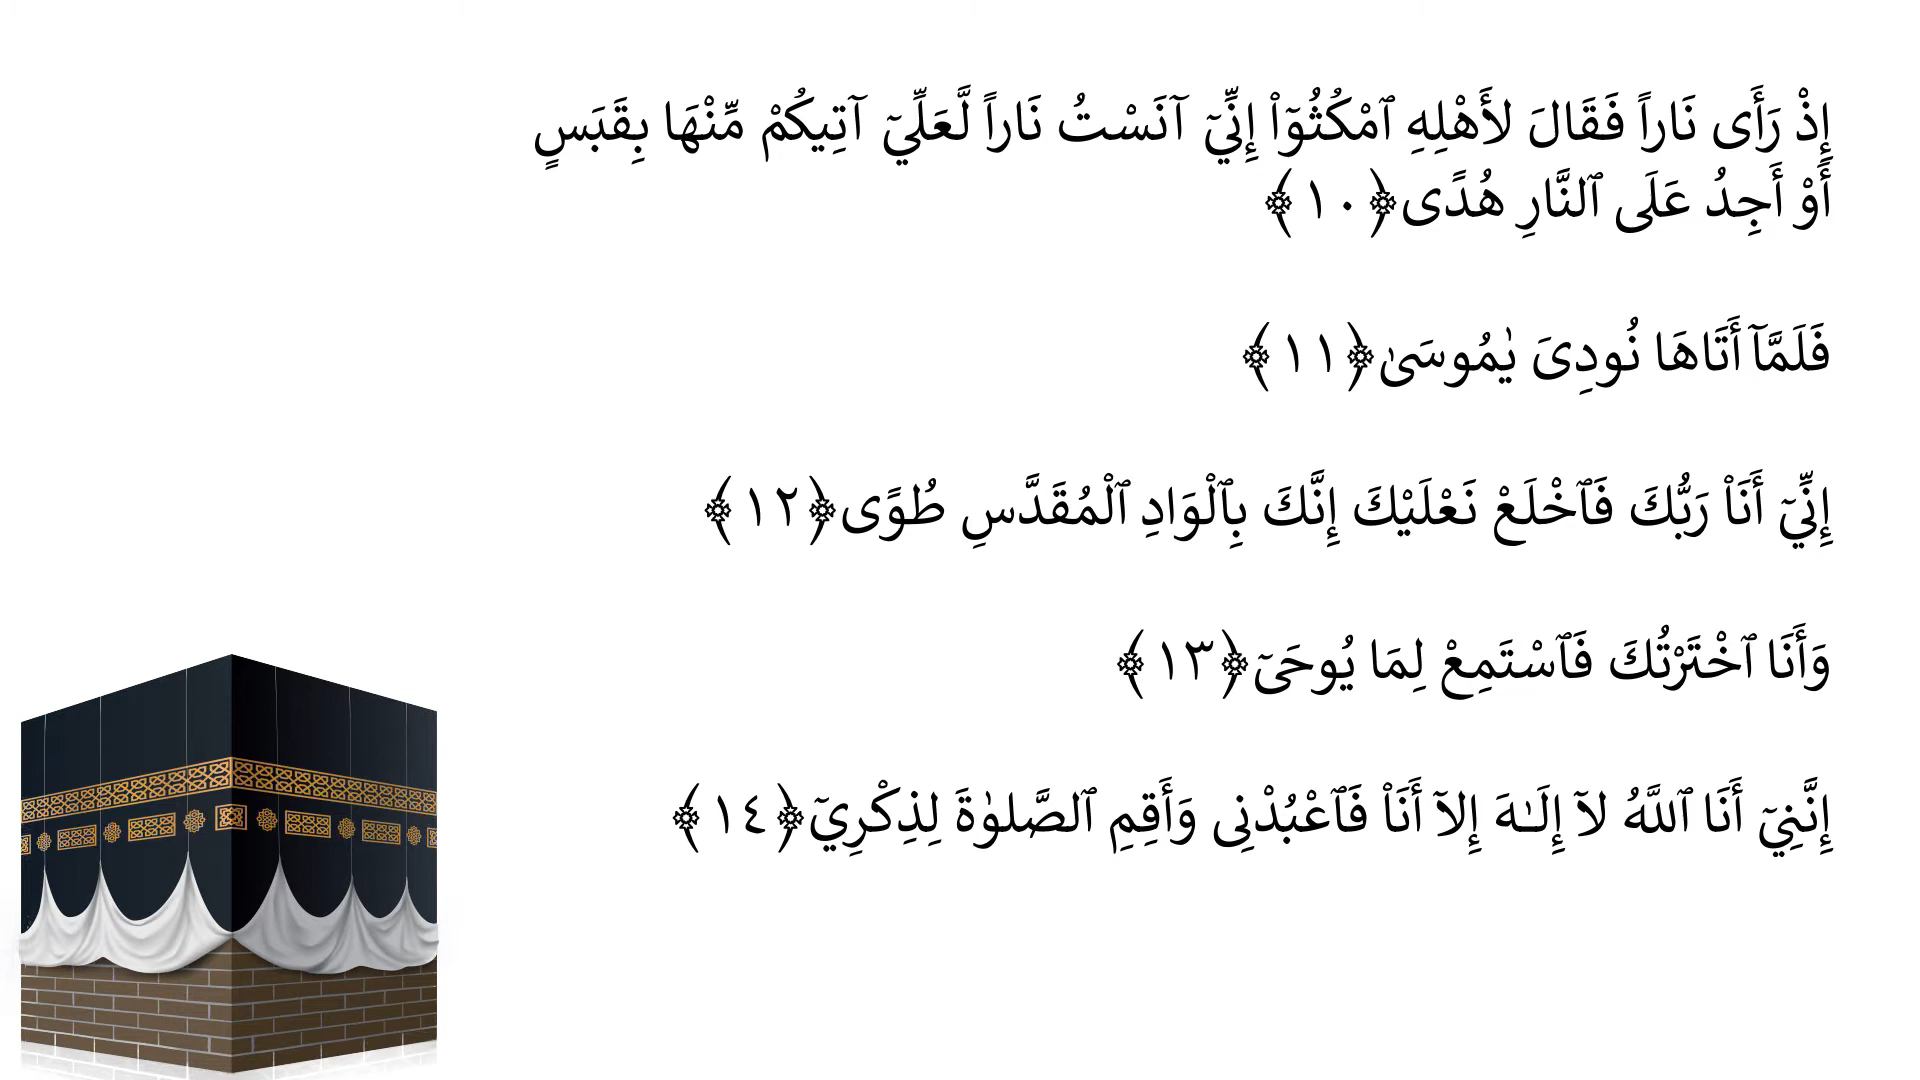 إِذْ رَأَى نَاراً فَقَالَ لأَهْلِهِ ٱمْكُثُوۤاْ إِنِّيۤ آنَسْتُ نَاراً لَّعَلِّيۤ آتِيكُمْ مِّنْهَا بِقَبَسٍ
أَوْ أَجِدُ عَلَى ٱلنَّارِ هُدًى﴿١٠﴾
فَلَمَّآ أَتَاهَا نُودِىَ يٰمُوسَىٰ﴿١١﴾
إِنِّيۤ أَنَاْ رَبُّكَ فَٱخْلَعْ نَعْلَيْكَ إِنَّكَ بِٱلْوَادِ ٱلْمُقَدَّسِ طُوًى﴿١٢﴾
وَأَنَا ٱخْتَرْتُكَ فَٱسْتَمِعْ لِمَا يُوحَىۤ﴿١٣﴾
إِنَّنِيۤ أَنَا ٱللَّهُ لاۤ إِلَـٰهَ إِلاۤ أَنَاْ فَٱعْبُدْنِى وَأَقِمِ ٱلصَّلوٰةَ لِذِكْرِيۤ﴿١٤﴾